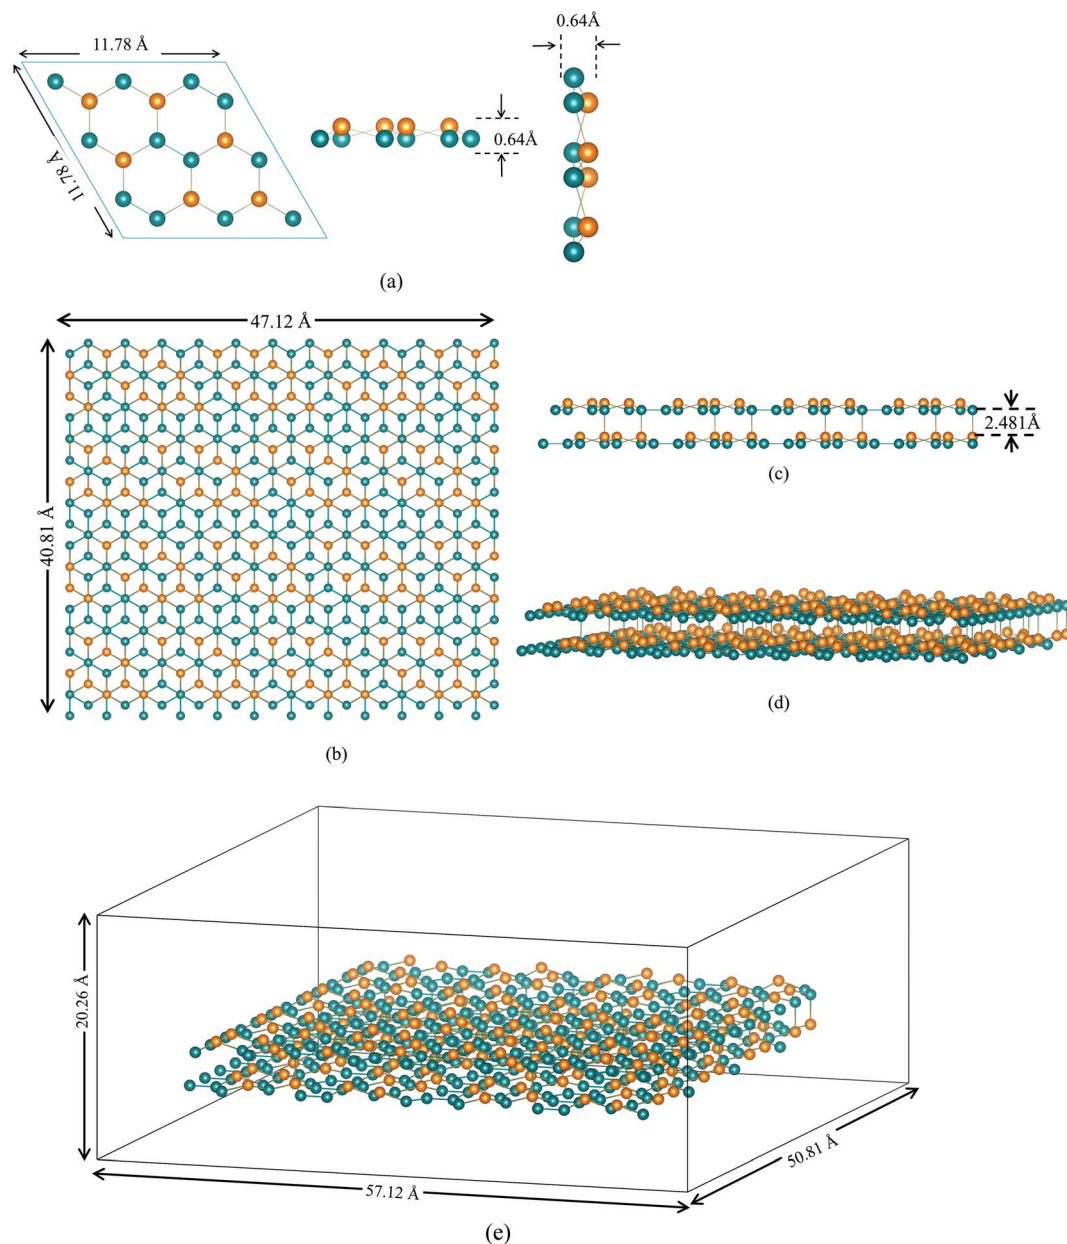 0.64Å
11.78 Å
0.64Å
11.78 Å
(a)
47.12 Å
40.81 Å
2.481Å
(c)
(d)
(b)
20.26 Å
50.81 Å
57.12 Å
(e)